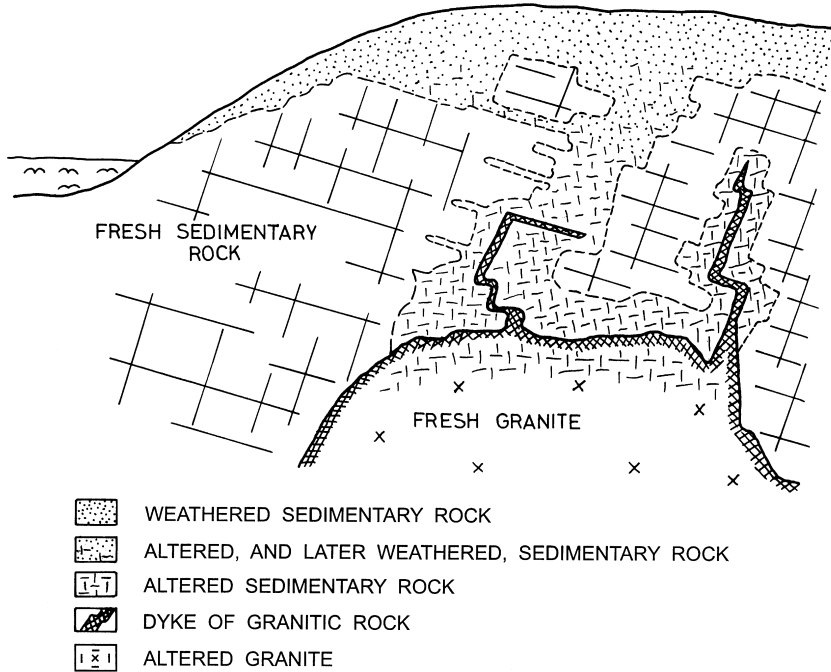 FRESH SEDIMENTARY
ROCK
FRESH GRANITE
WEATHERED SEDIMENTARY ROCK
ALTERED, AND LATER WEATHERED, SEDIMENTARY ROCK
ALTERED SEDIMENTARY ROCK
DYKE OF GRANITIC ROCK
ALTERED GRANITE